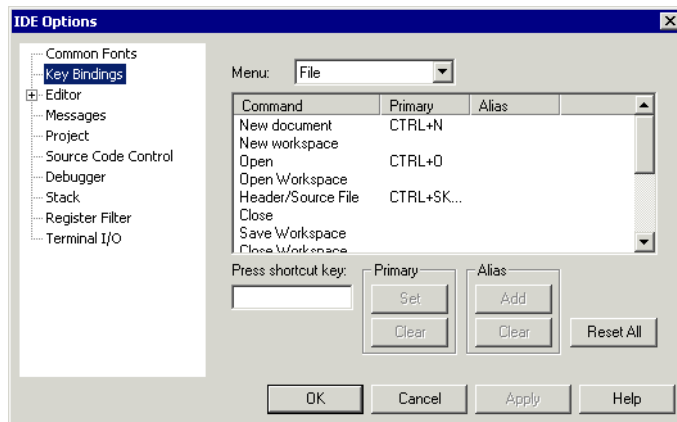 IDE Options
Common Fonts
Key Bindings
Editor
Messages
Project
Source Code Control
Debugger
Stack
Register Filter
Terminal I/O
Menu: File
Command Primary Alias
New document CTRL+N
New workspace
Open CTRL+O
Open Workspace
Header/Source File CTRL+SK...
Close
Save Workspace
Close Workspace
Press shortcut key:
Primary
Set
Clear
Alias
Add
Clear
Reset All
OK Cancel Apply Help